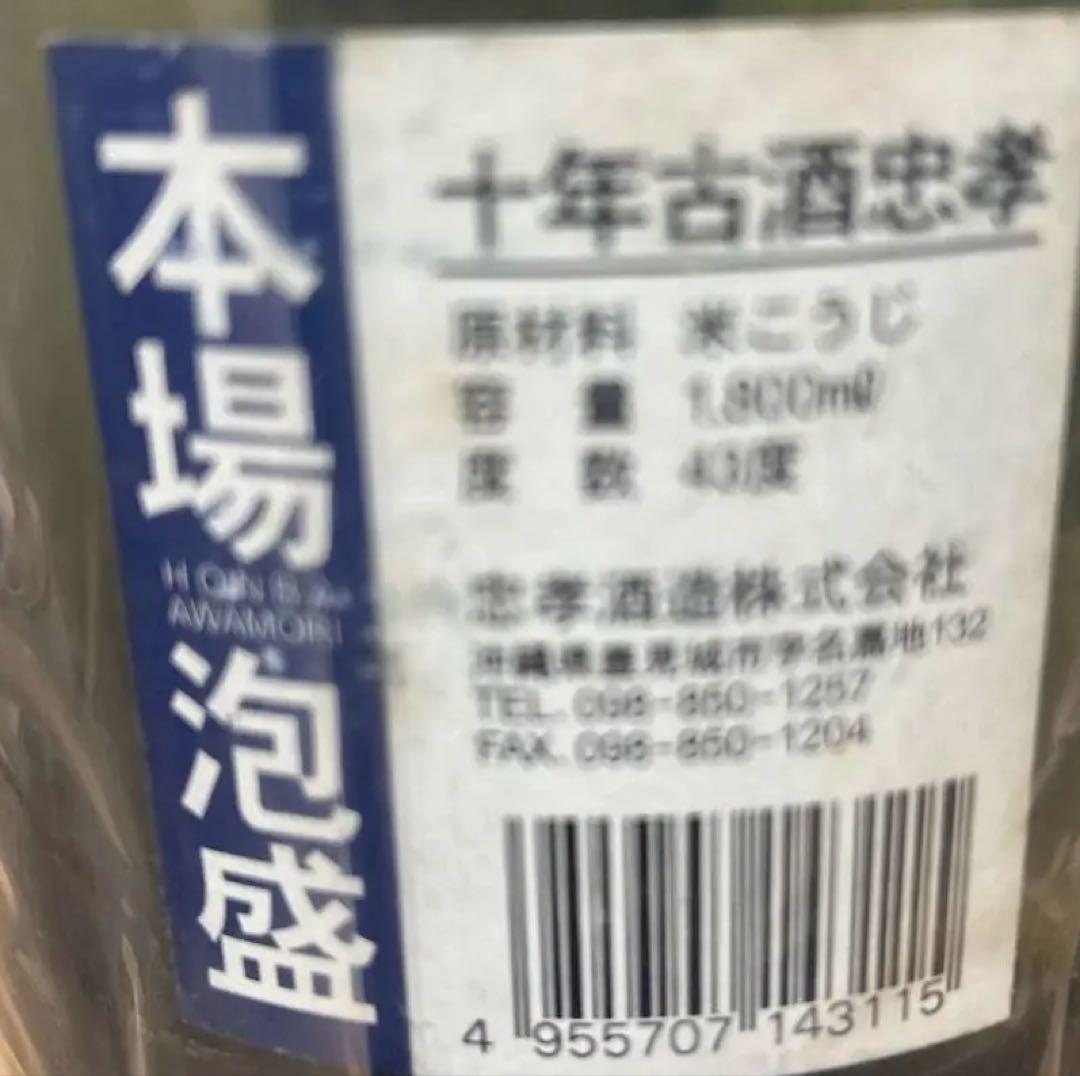 本場
HONBA
AWAMORI
泡盛
十年古酒忠孝
原材料 米こうじ
容 量 1,800mℓ
度 数 43度
忠孝酒造株式会社
沖縄県豊見城市字名嘉地132
TEL. 098-850-1257
FAX. 098-850-1204
4 955707 143115